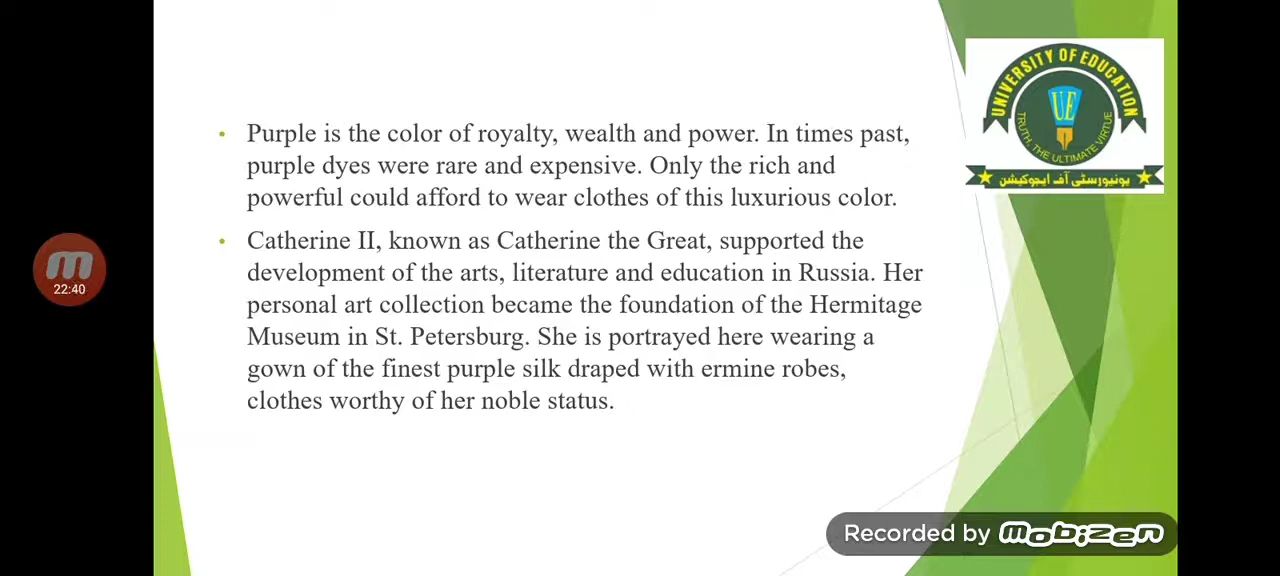 Purple is the color of royalty, wealth and power. In times past,
purple dyes were rare and expensive. Only the rich and
powerful could afford to wear clothes of this luxurious color.
Catherine II, known as Catherine the Great, supported the
development of the arts, literature and education in Russia. Her
personal art collection became the foundation of the Hermitage
Museum in St. Petersburg. She is portrayed here wearing a
gown of the finest purple silk draped with ermine robes,
clothes worthy of her noble status.
UNIVERSITY OF EDUCATION
UE
TRUTH, THE ULTIMATE VIRTUE
یونیورسٹی آف ایجوکیشن
m
22:40
Recorded by mobizen